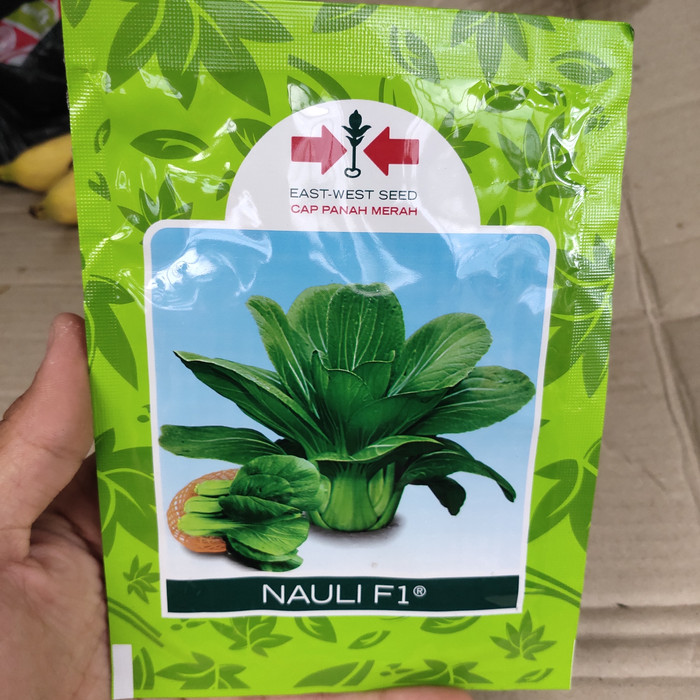 EAST-WEST SEED
CAP PANAH MERAH
NAULI F1®